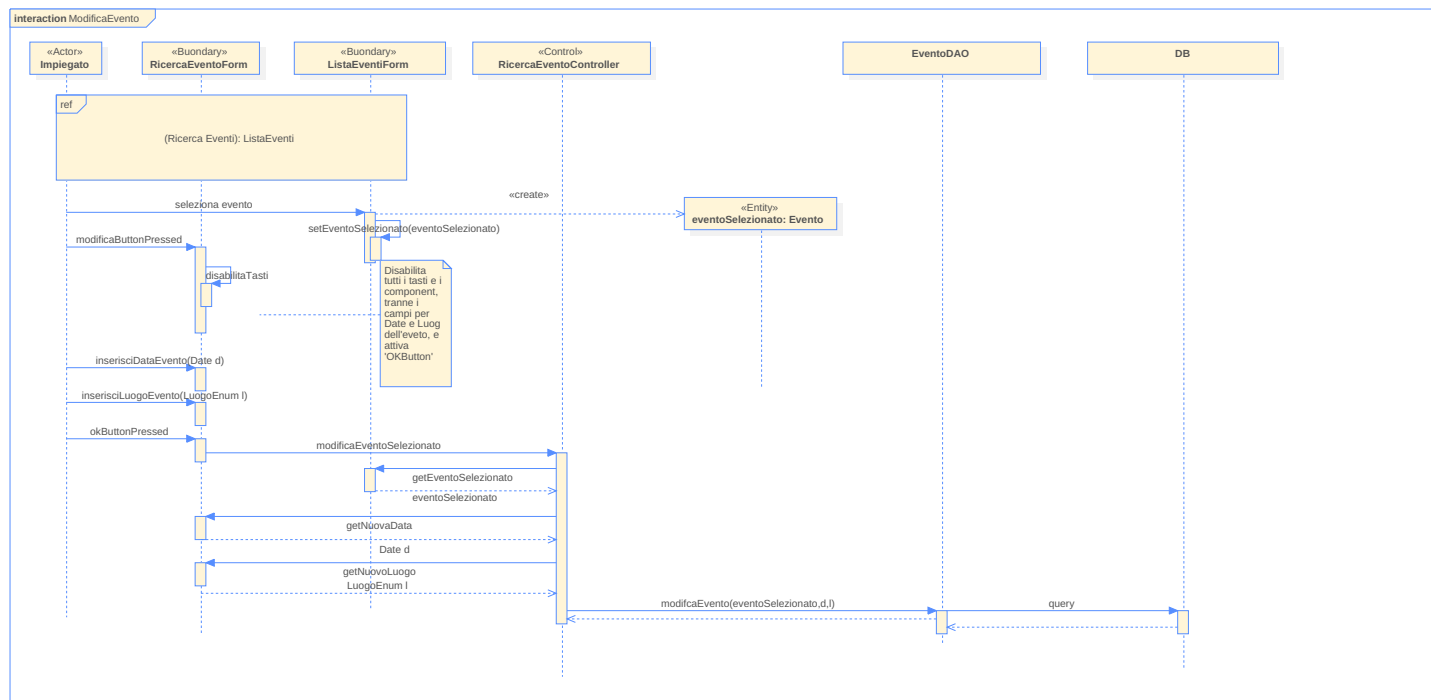 interaction ModificaEvento
«Actor»
Impiegato
«Buondary»
RicercaEventoForm
«Buondary»
ListaEventiForm
«Control»
RicercaEventoController
EventoDAO
DB
ref
(Ricerca Eventi): ListaEventi
«create»
seleziona evento
«Entity»
eventoSelezionato: Evento
setEventoSelezionato(eventoSelezionato)
modificaButtonPressed
disabilitaTasti
Disabilita
tutti i tasti e i
component,
tranne i
campi per
Date e Luog
dell'eveto, e
attiva
'OKButton'
inserisciDataEvento(Date d)
inserisciLuogoEvento(LuogoEnum l)
okButtonPressed
modificaEventoSelezionato
getEventoSelezionato
eventoSelezionato
getNuovaData
Date d
getNuovoLuogo
LuogoEnum l
modifcaEvento(eventoSelezionato,d,l)
query